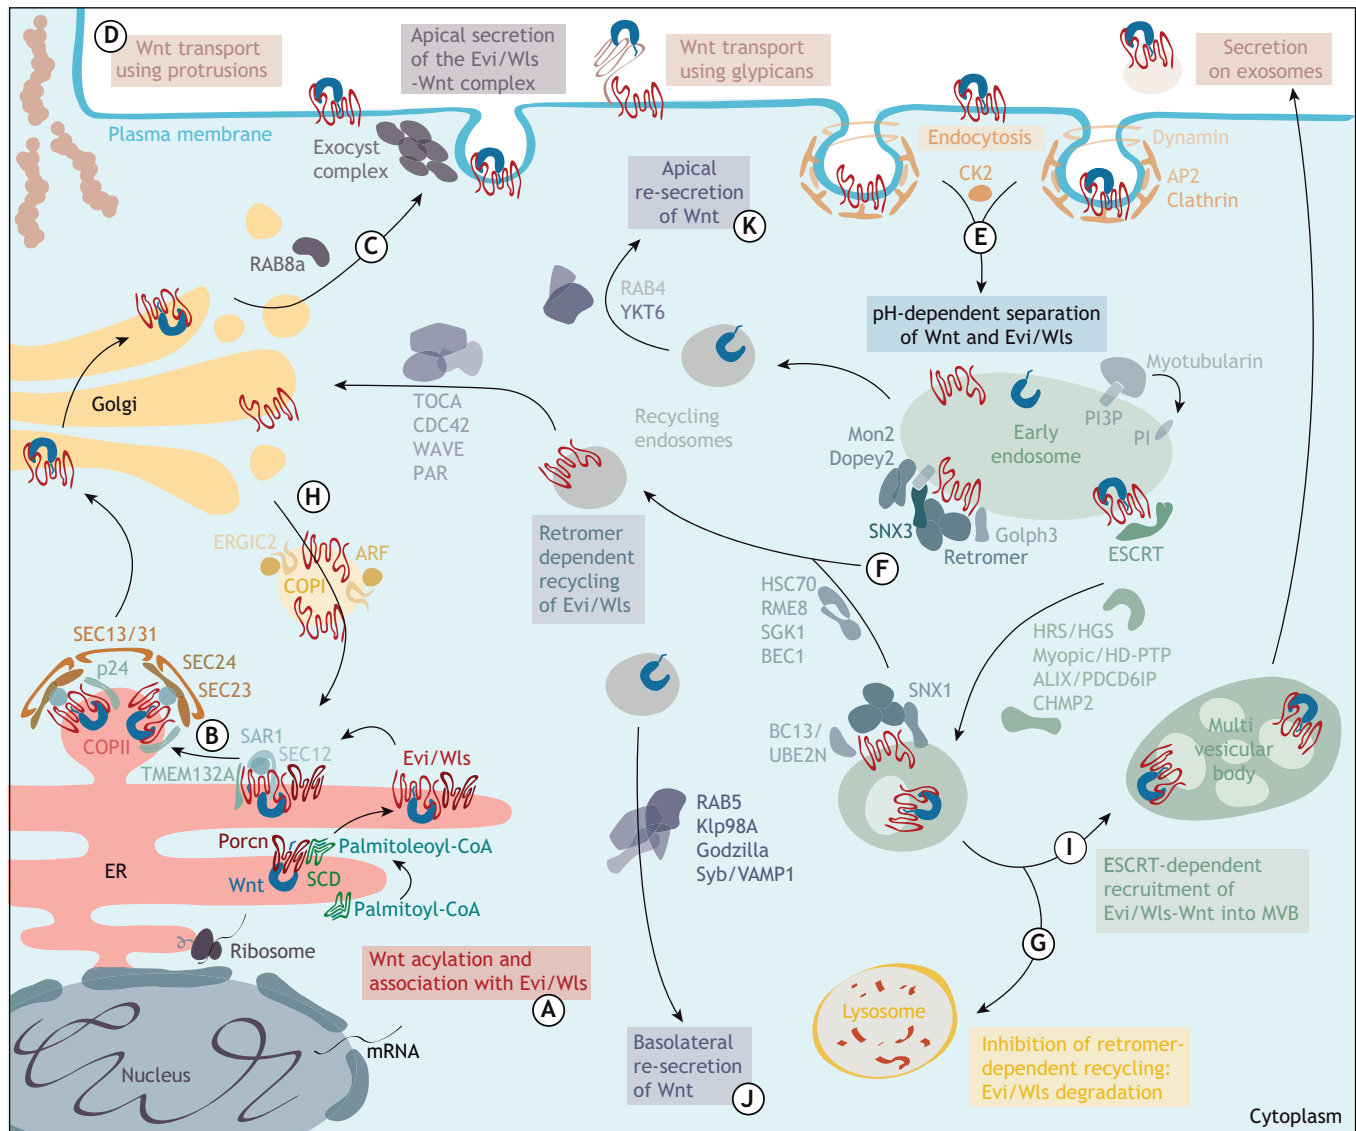 D
Wnt transport
using protrusions
Apical secretion
of the Evi/Wls
-Wnt complex
Wnt transport
using glypicans
Secretion
on exosomes
Plasma membrane
Exocyst
complex
Endocytosis
CK2
Dynamin
AP2
Clathrin
Apical
re-secretion
of Wnt
K
E
C
RAB8a
RAB4
YKT6
pH-dependent separation
of Wnt and Evi/Wls
Myotubularin
PI3P
PI
Early
endosome
Golgi
TOCA
CDC42
WAVE
PAR
Recycling
endosomes
Mon2
Dopey2
SNX3
Retromer
Golph3
ESCRT
H
ERGIC2
ARF
COPI
Retromer
dependent
recycling
of Evi/Wls
F
HSC70
RME8
SGK1
BEC1
HRS/HGS
Myopic/HD-PTP
ALIX/PDCD6IP
CHMP2
SEC13/31
p24
SEC24
SEC23
COPII
B
SAR1
SEC12
TMEM132A
Evi/Wls
SNX1
BC13/
UBE2N
Multi
vesicular
body
RAB5
Klp98A
Godzilla
Syb/VAMP1
Porcn
Palmitoleoyl-CoA
SCD
Wnt
Palmitoyl-CoA
ER
I
ESCRT-dependent
recruitment of
Evi/Wls-Wnt into MVB
G
Ribosome
Wnt acylation and
association with Evi/Wls
A
Lysosome
mRNA
Nucleus
Basolateral
re-secretion
of Wnt
J
Inhibition of retromer-
dependent recycling:
Evi/Wls degradation
Cytoplasm